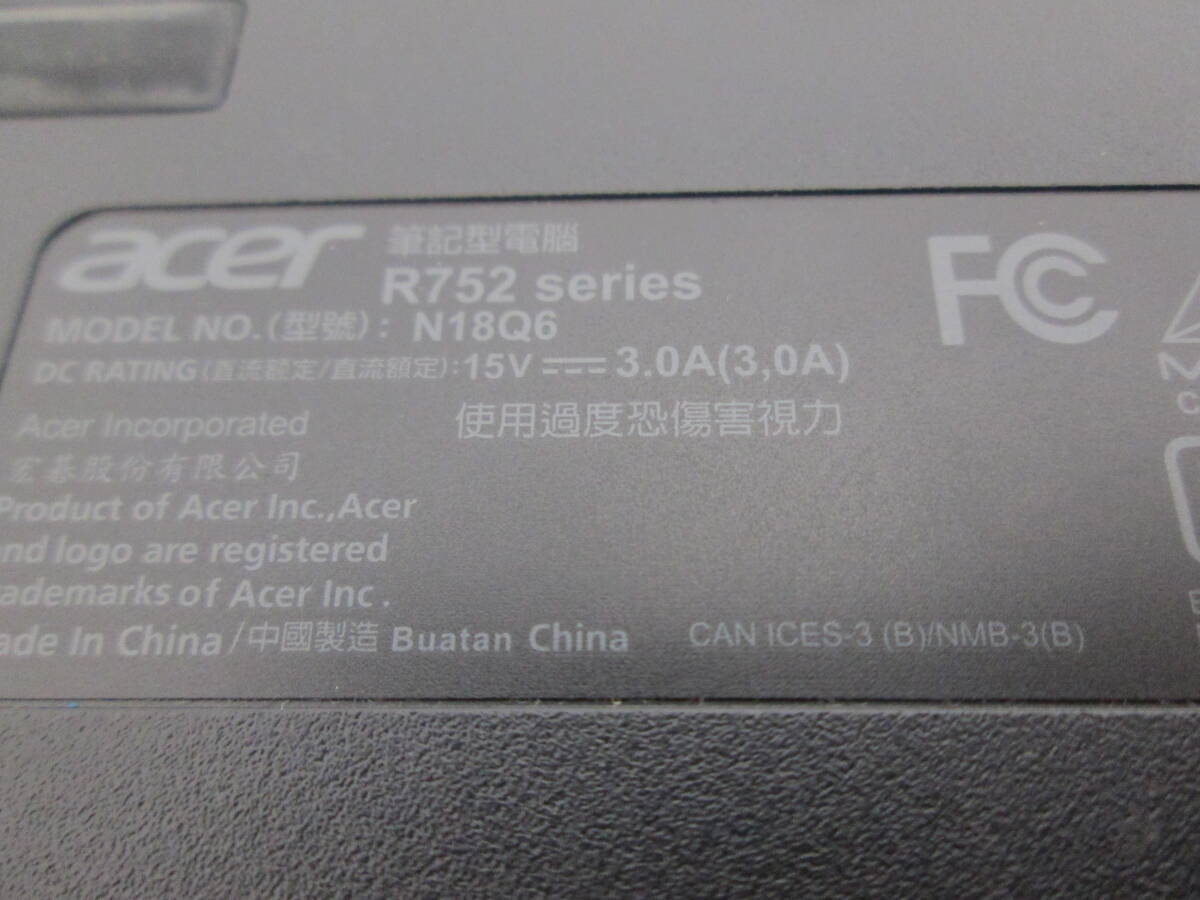 acer 筆記型電腦
R752 series
FC
MODEL NO.(型號): N18Q6
DC RATING(直流额定/直流額定):15V 3.0A(3,0A)
Acer Incorporated 使用過度恐傷害視力
宏碁股份有限公司
Product of Acer Inc.,Acer
nd logo are registered
ademarks of Acer Inc.
ade In China/中國製造 Buatan China CAN ICES-3 (B)/NMB-3(B)